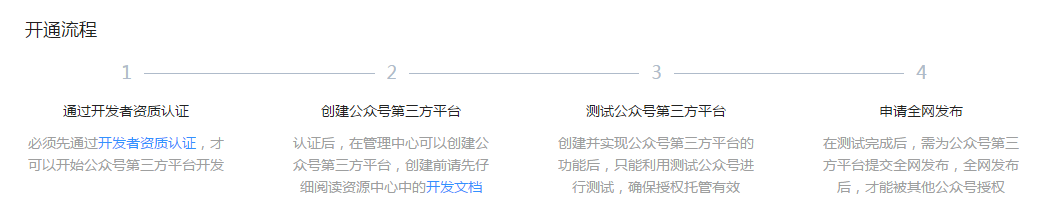 开通流程
1
2
3
4
通过开发者资质认证
必须先通过开发者资质认证，才
可以开始公众号第三方平台开发
创建公众号第三方平台
认证后，在管理中心可以创建公
众号第三方平台，创建前请先仔
细阅读资源中心中的开发文档
测试公众号第三方平台
创建并实现公众号第三方平台的
功能后，只能利用测试公众号进
行测试，确保授权托管有效
申请全网发布
在测试完成后，需为公众号第三
方平台提交全网发布，全网发布
后，才能被其他公众号授权